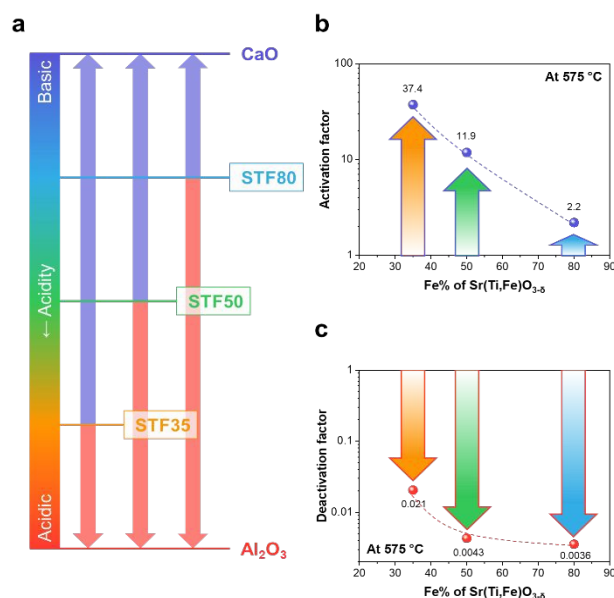 a
CaO
Basic
STF80
← Acidity
STF50
STF35
Acidic
Al₂O₃
b
At 575 °C
Activation factor
100
10
1
37.4
11.9
2.2
20 30 40 50 60 70 80 90
Fe% of Sr(Ti,Fe)O₃₋δ
c
Deactivation factor
1
0.1
0.01
0.021
0.0043
0.0036
At 575 °C
20 30 40 50 60 70 80 90
Fe% of Sr(Ti,Fe)O₃₋δ